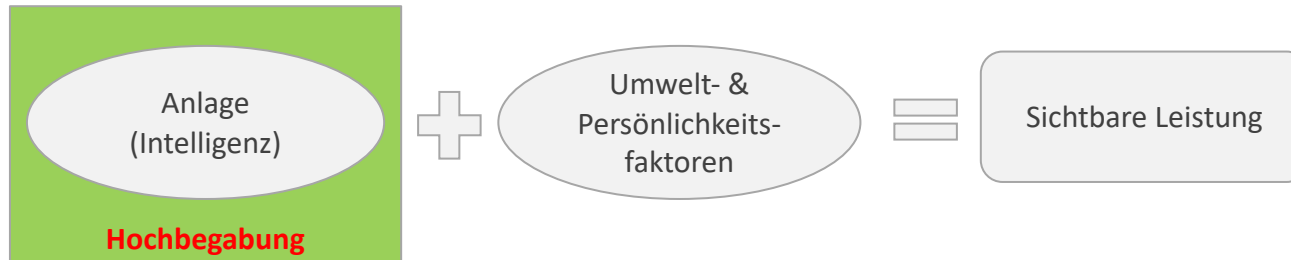 Anlage
(Intelligenz)
Hochbegabung
Umwelt- &
Persönlichkeits-
faktoren
Sichtbare Leistung